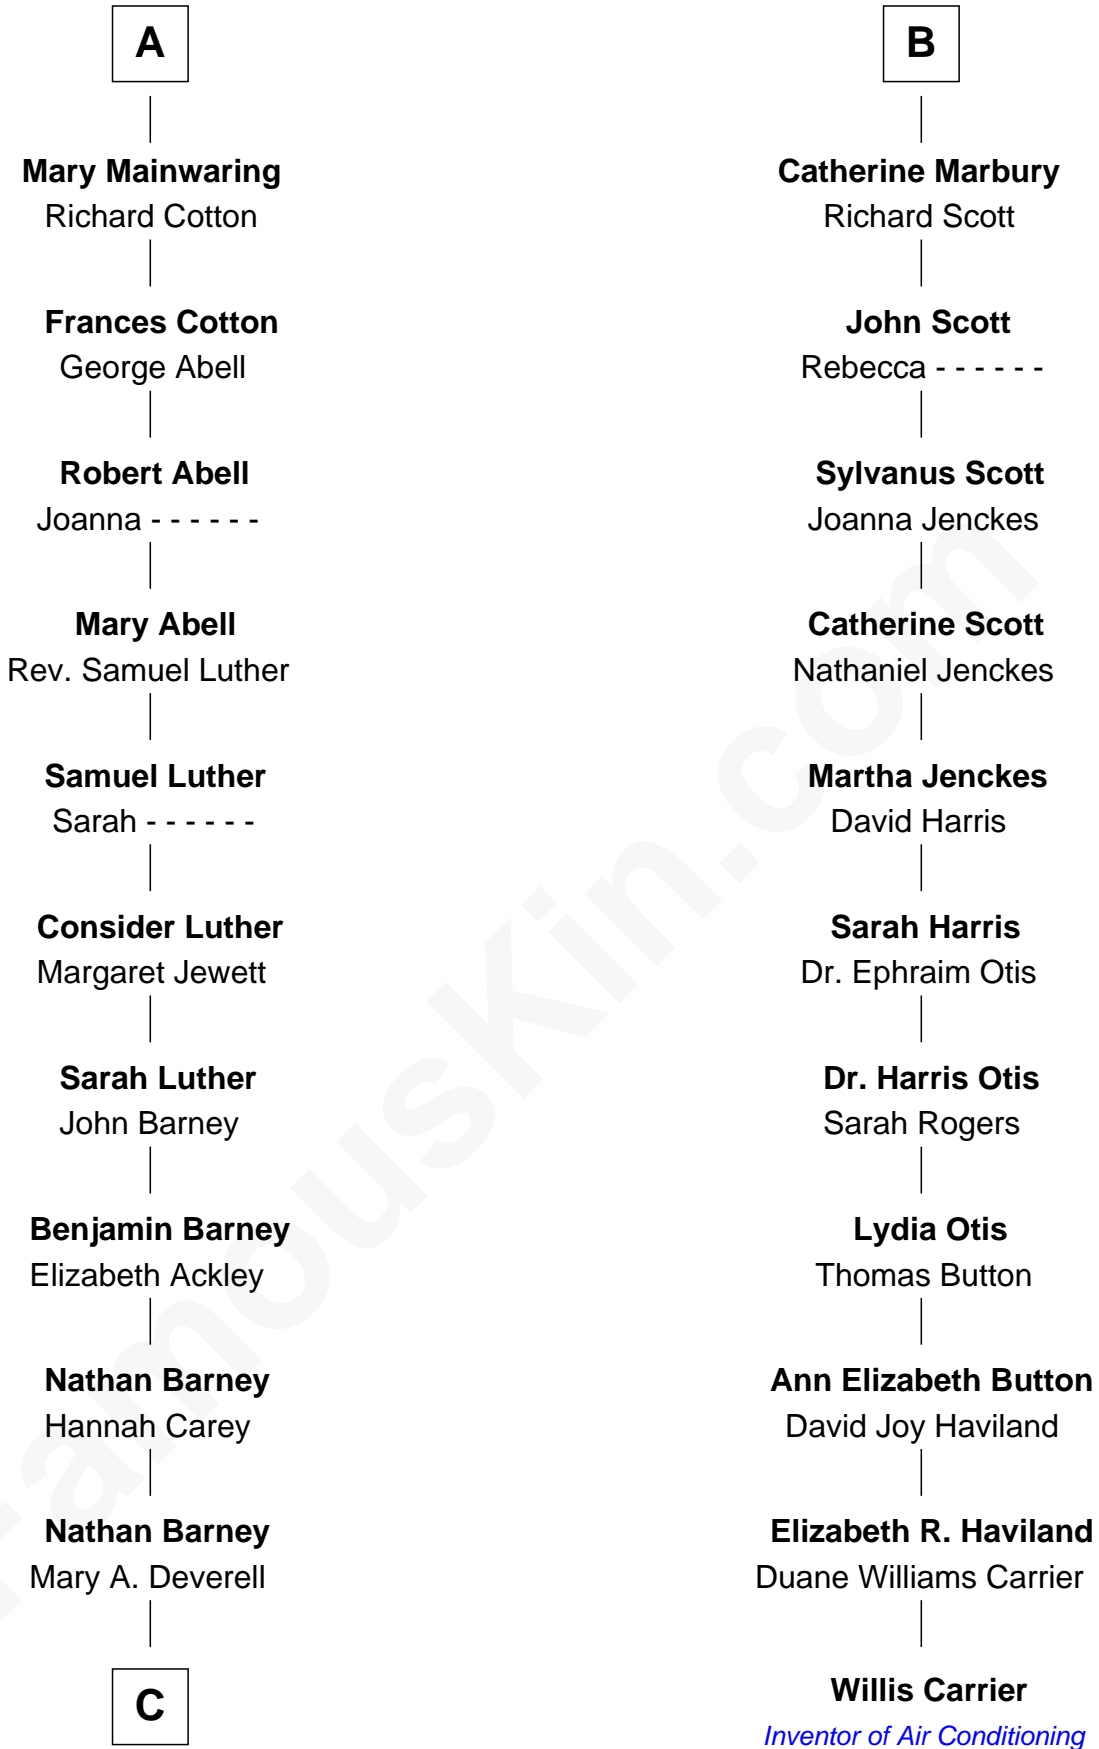 A
Mary Mainwaring
Richard Cotton
Frances Cotton
George Abell
Robert Abell
Joanna - - - - - -
Mary Abell
Rev. Samuel Luther
Samuel Luther
Sarah - - - - - -
Consider Luther
Margaret Jewett
Sarah Luther
John Barney
Benjamin Barney
Elizabeth Ackley
Nathan Barney
Hannah Carey
Nathan Barney
Mary A. Deverell
C
B
Catherine Marbury
Richard Scott
John Scott
Rebecca - - - - - -
Sylvanus Scott
Joanna Jenckes
Catherine Scott
Nathaniel Jenckes
Martha Jenckes
David Harris
Sarah Harris
Dr. Ephraim Otis
Dr. Harris Otis
Sarah Rogers
Lydia Otis
Thomas Button
Ann Elizabeth Button
David Joy Haviland
Elizabeth R. Haviland
Duane Williams Carrier
Willis Carrier
Inventor of Air Conditioning
FamousKin.com